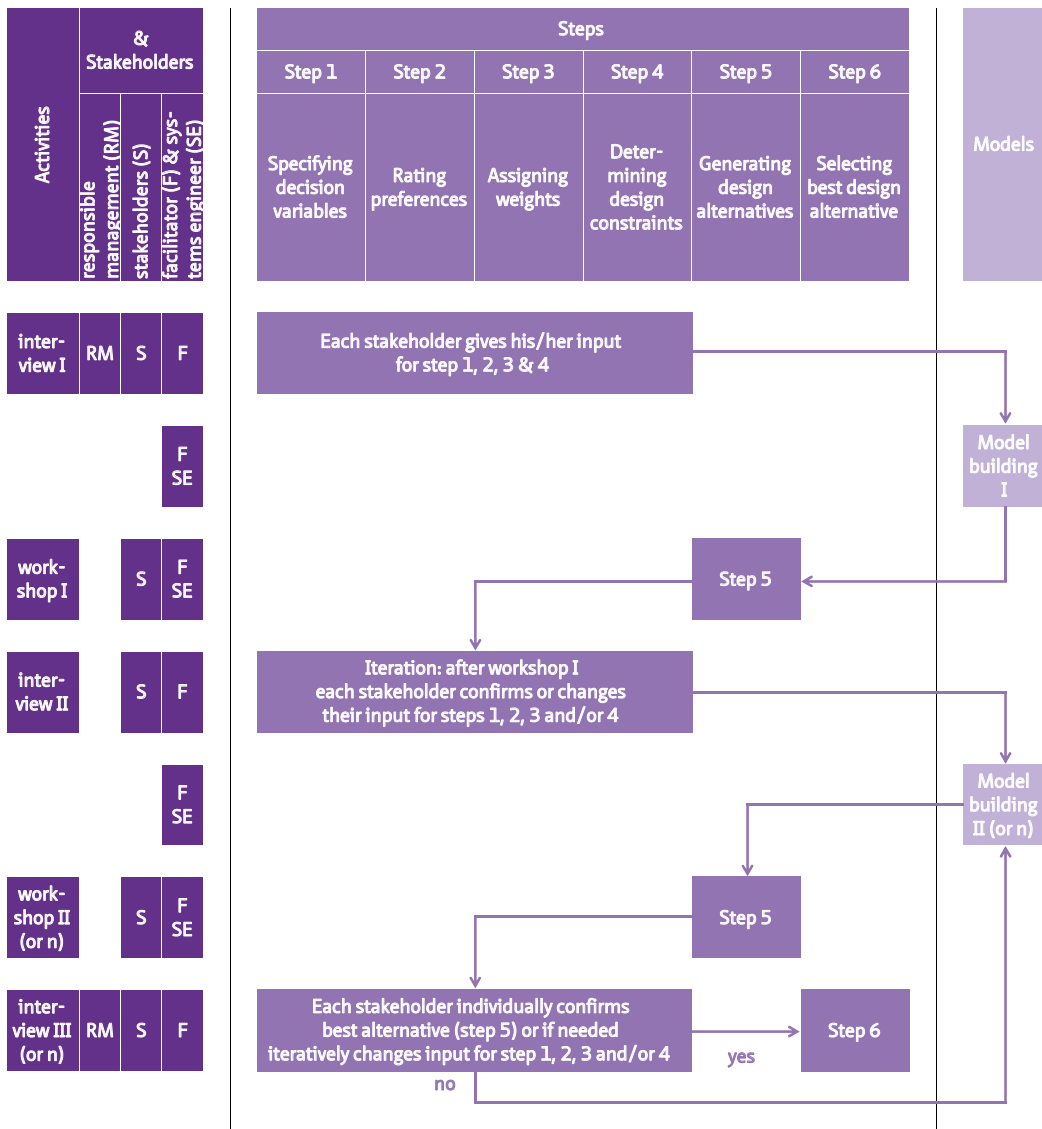 Activities
&
Stakeholders
responsible
management (RM)
stakeholders (S)
facilitator (F) & sys-
tems engineer (SE)
Steps
Step 1
Step 2
Step 3
Step 4
Step 5
Step 6
Specifying
decision
variables
Rating
preferences
Assigning
weights
Deter-
mining
design
constraints
Generating
design
alternatives
Selecting
best design
alternative
Models
inter-
view I
RM
S
F
Each stakeholder gives his/her input
for step 1, 2, 3 & 4
F
SE
Model
building
I
work-
shop I
S
F
SE
Step 5
inter-
view II
S
F
Iteration: after workshop I
each stakeholder confirms or changes
their input for steps 1, 2, 3 and/or 4
F
SE
Model
building
II (or n)
work-
shop II
(or n)
S
F
SE
Step 5
inter-
view III
(or n)
RM
S
F
Each stakeholder individually confirms
best alternative (step 5) or if needed
iteratively changes input for step 1, 2, 3 and/or 4
yes
Step 6
no